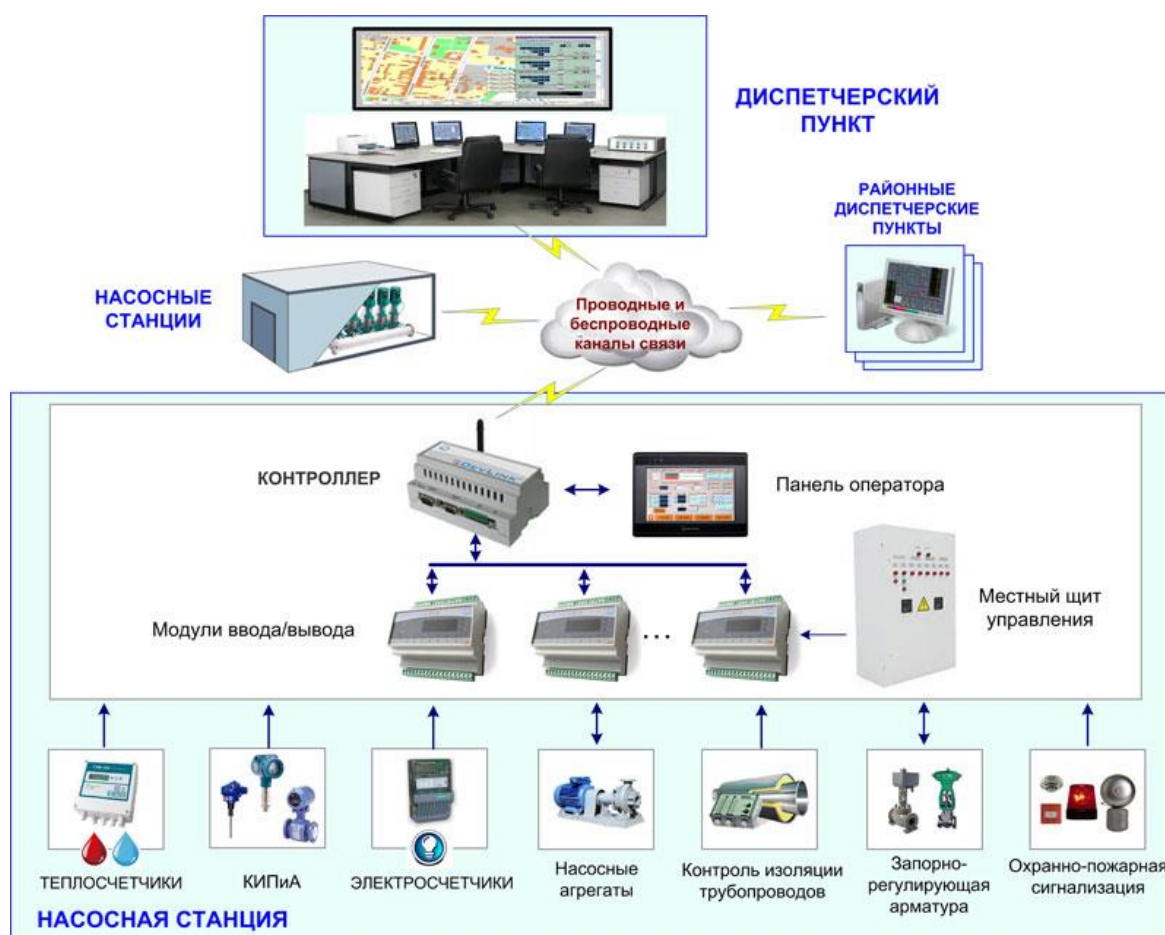 ДИСПЕТЧЕРСКИЙ
ПУНКТ
РАЙОННЫЕ
ДИСПЕТЧЕРСКИЕ
ПУНКТЫ
НАСОСНЫЕ
СТАНЦИИ
Проводные и
беспроводные
каналы связи
КОНТРОЛЛЕР
DEVLINK
Панель оператора
Модули ввода/вывода
...
Местный щит
управления
ТЕПЛОСЧЕТЧИКИ
КИПиА
ЭЛЕКТРОСЧЕТЧИКИ
Насосные
агрегаты
Контроль изоляции
трубопроводов
Запорно-
регулирующая
арматура
Охранно-пожарная
сигнализация
НАСОСНАЯ СТАНЦИЯ